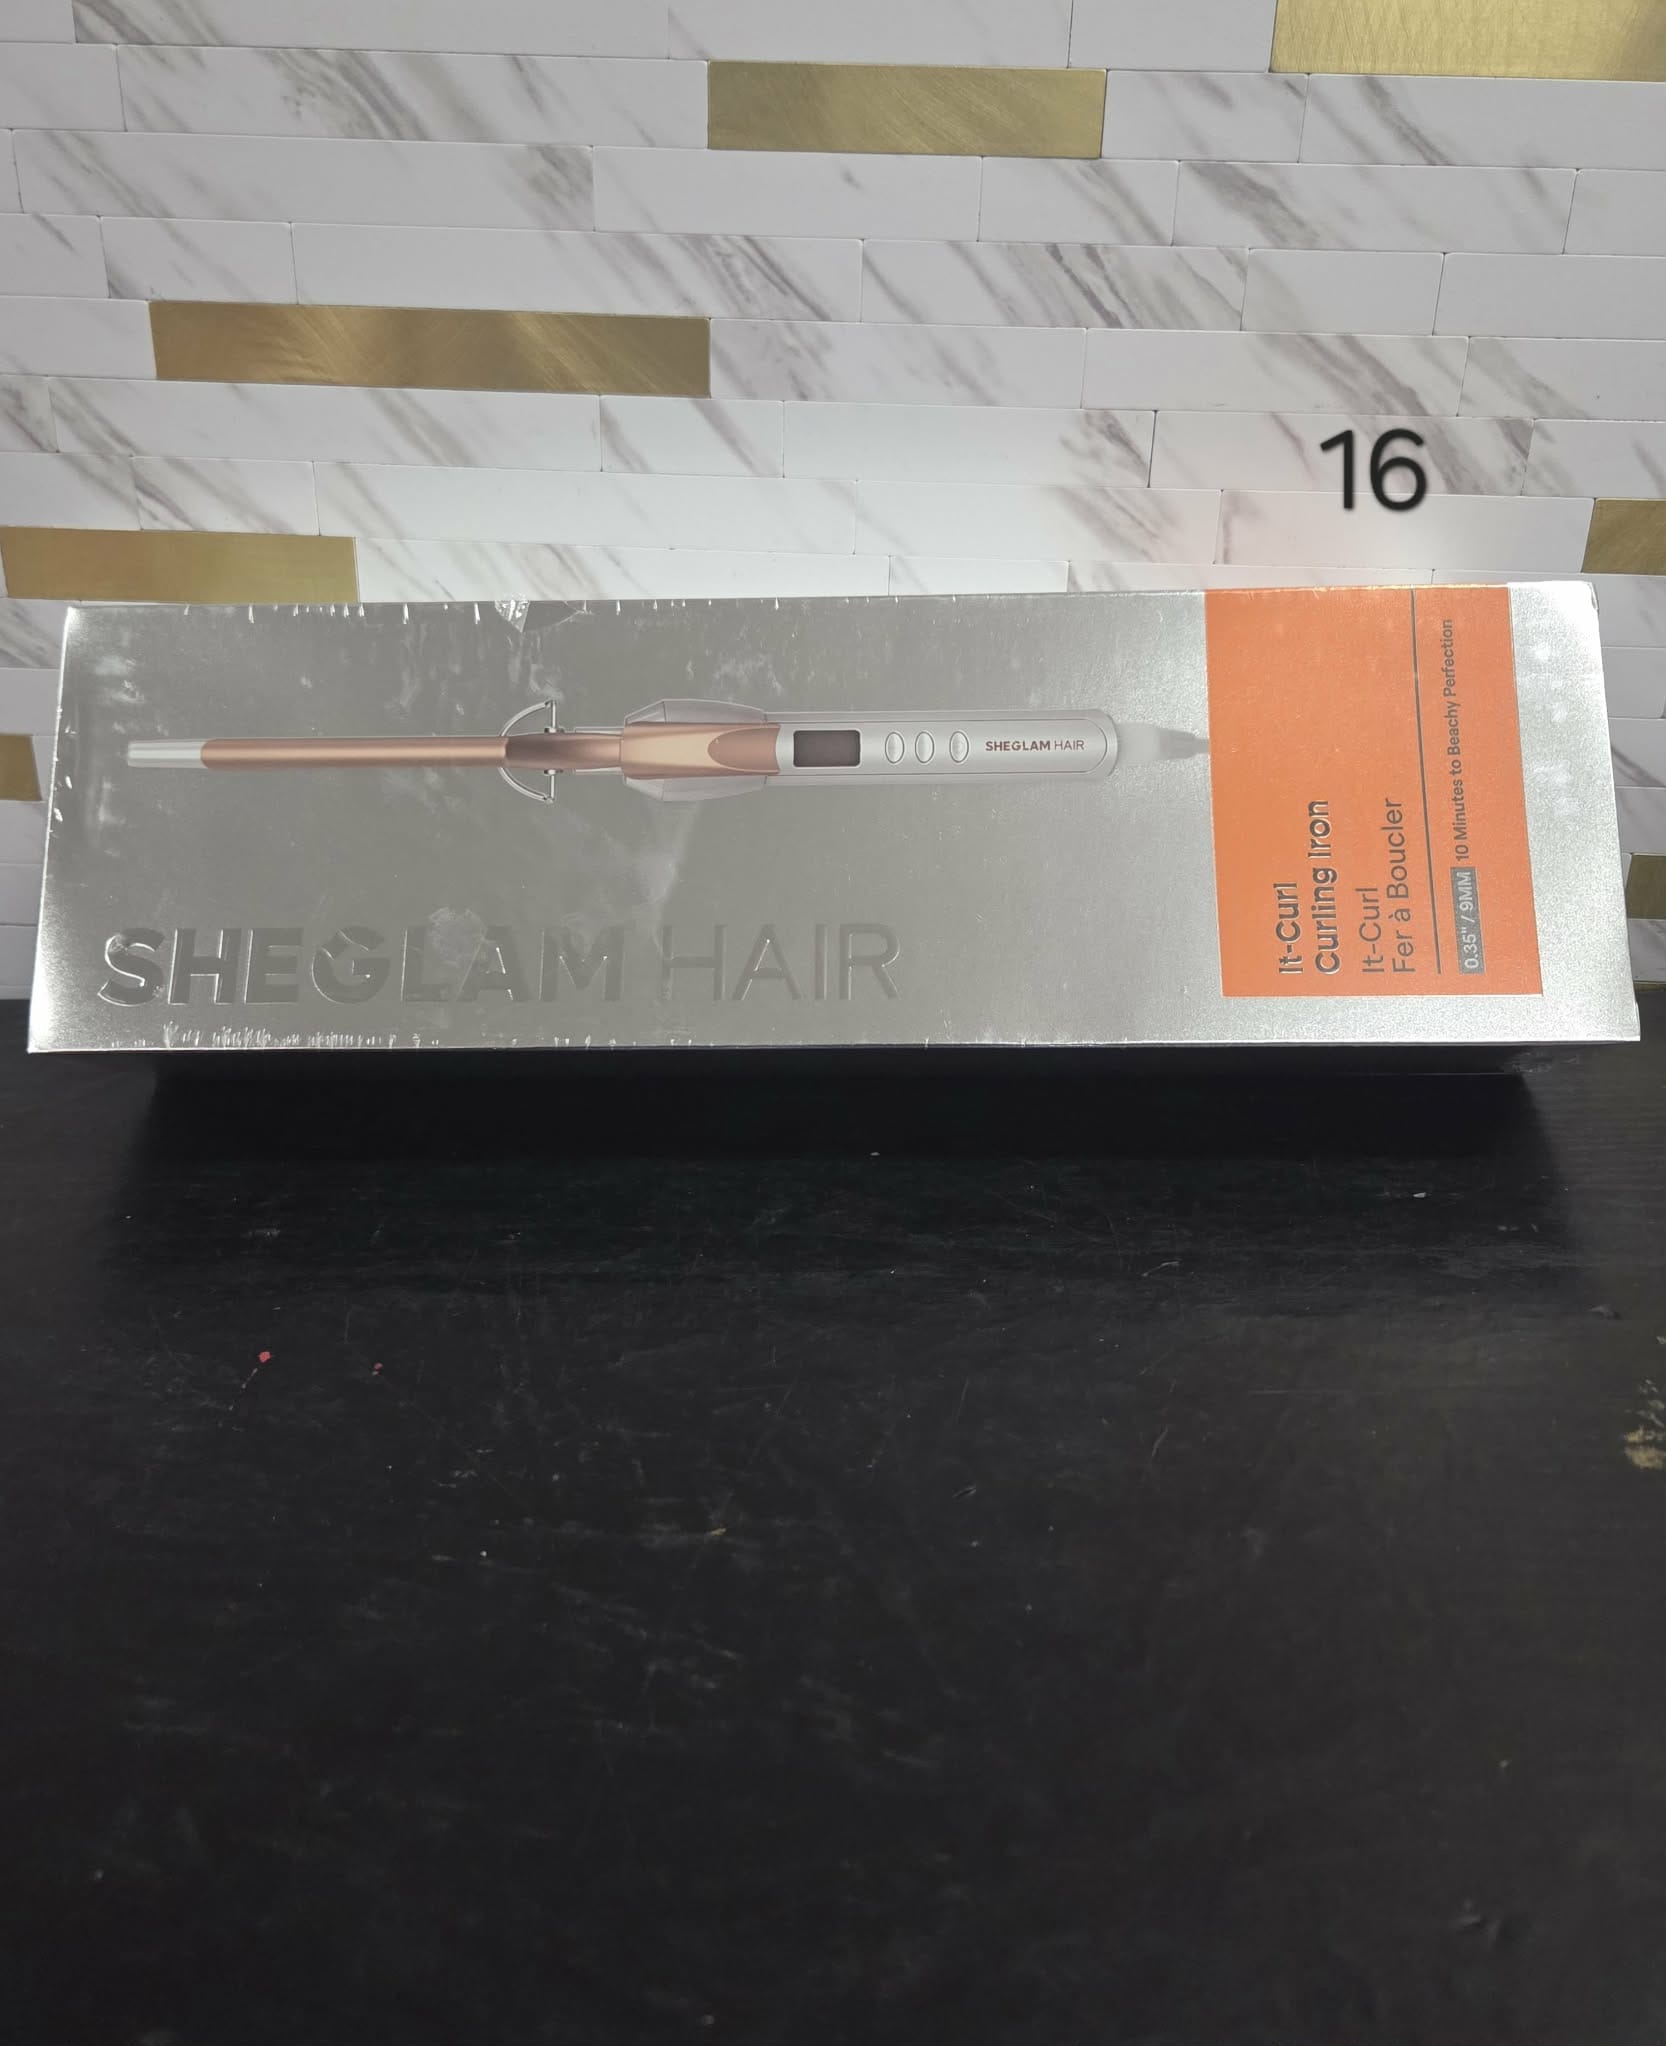 16
SHEGLAM HAIR
SHEGLAM HAIR
It-Curl
Curling Iron
It-Curl
Fer à Boucler
0.35" / 9MM 10 Minutes to Beachy Perfection